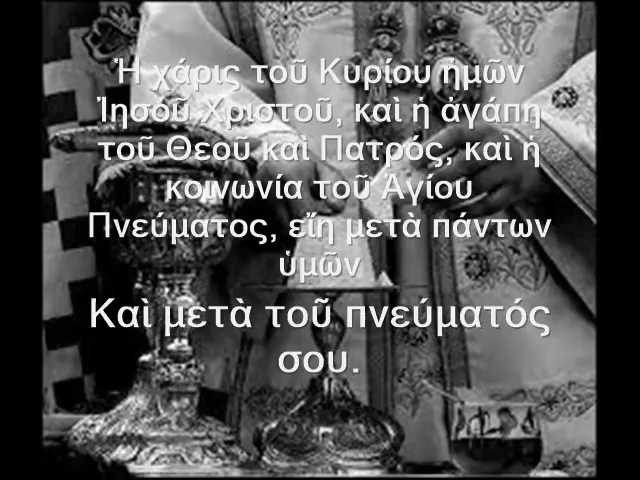 Ἡ χάρις τοῦ Κυρίου ἡμῶν
Ἰησοῦ Χριστοῦ, καὶ ἡ ἀγάπη
τοῦ Θεοῦ καὶ Πατρός, καὶ ἡ
κοινωνία τοῦ Ἁγίου
Πνεύματος, εἴη μετὰ πάντων
ὑμῶν
Καὶ μετὰ τοῦ πνεύματός
σου.